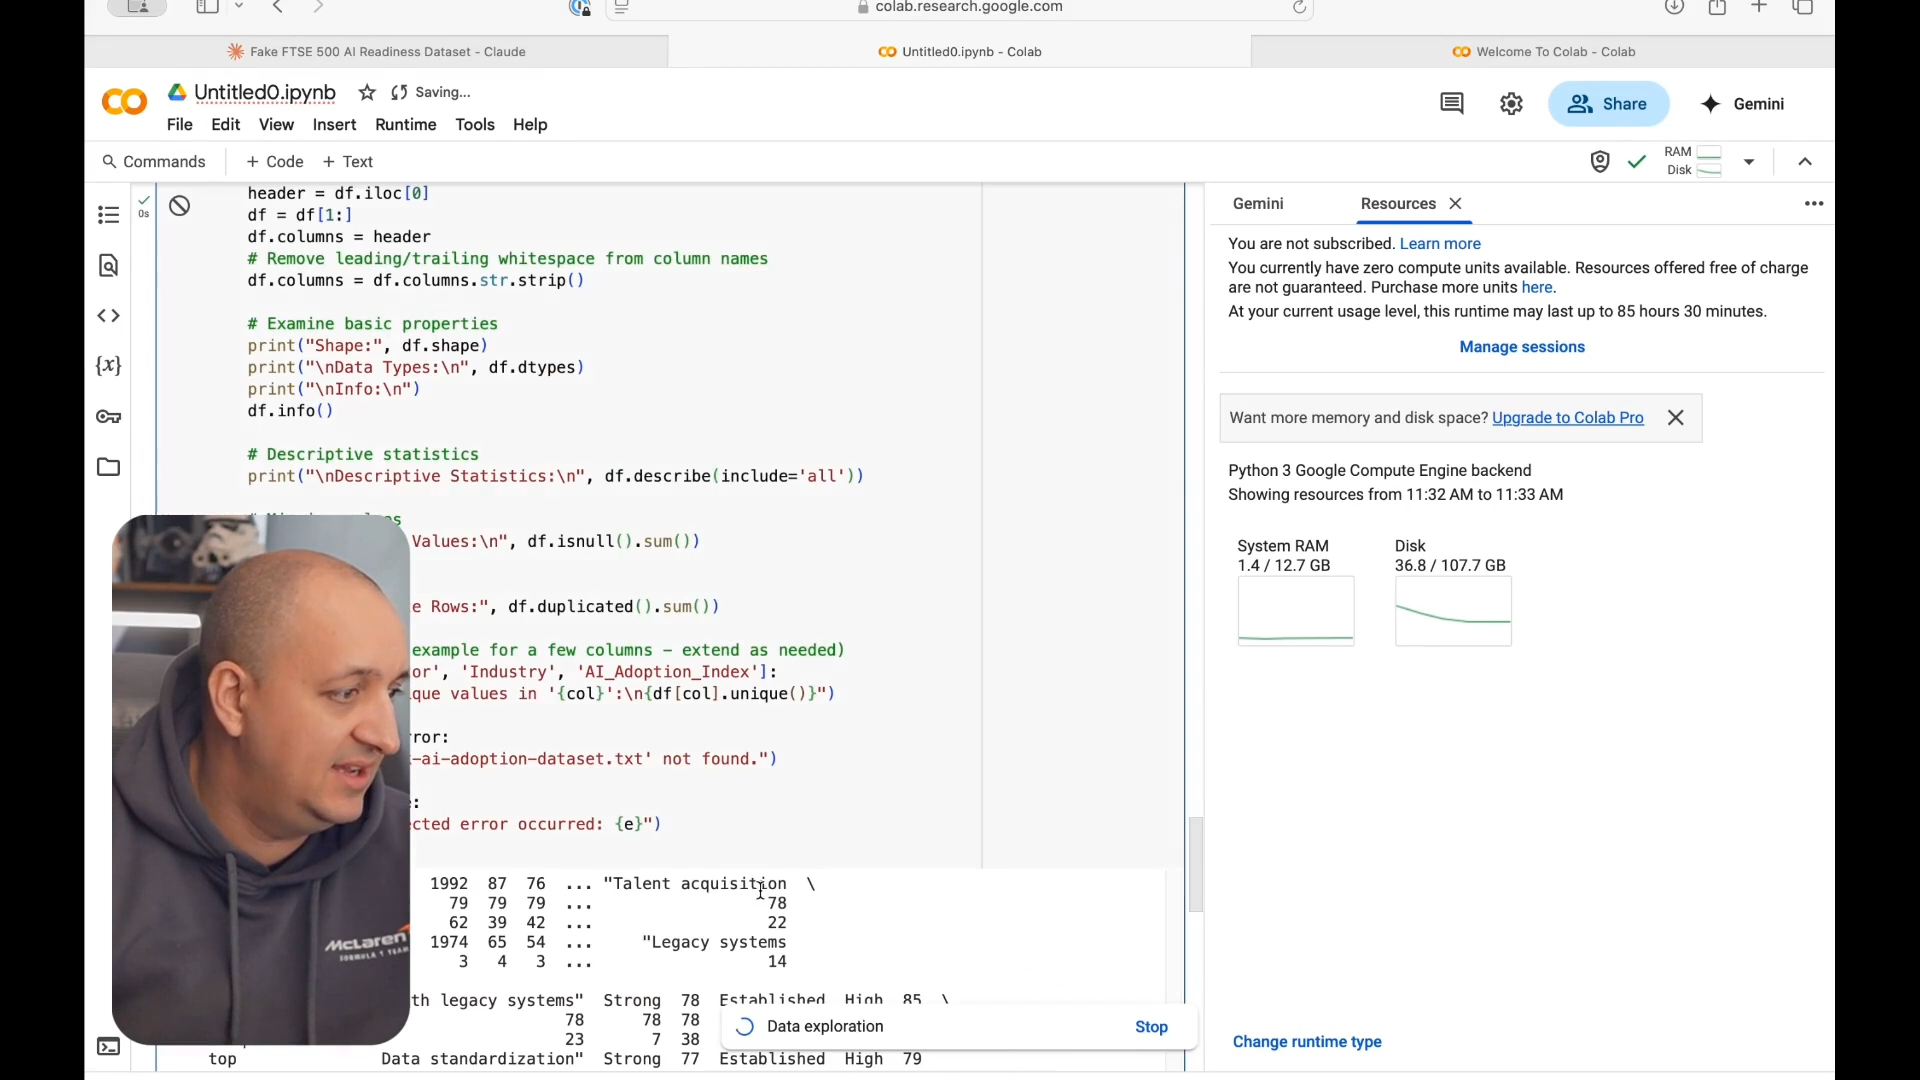 colab.research.google.com
Fake FTSE 500 AI Readiness Dataset - Claude
Untitled0.ipynb - Colab
Welcome To Colab - Colab
Untitled0.ipynb
Saving...
Share
Gemini
File Edit View Insert Runtime Tools Help
Commands
+ Code + Text
RAM
Disk
0s
header = df.iloc[0]
df = df[1:]
df.columns = header
# Remove leading/trailing whitespace from column names
df.columns = df.columns.str.strip()
# Examine basic properties
print("Shape:", df.shape)
print("\nData Types:\n", df.dtypes)
print("\nInfo:\n")
df.info()
# Descriptive statistics
print("\nDescriptive Statistics:\n", df.describe(include='all'))
Values:\n", df.isnull().sum())
e Rows:", df.duplicated().sum())
example for a few columns – extend as needed)
or', 'Industry', 'AI_Adoption_Index']:
que values in '{col}':\n{df[col].unique()}")
rror:
-ai-adoption-dataset.txt' not found.")
e:
cted error occurred: {e}")
1992 87 76 ... "Talent acquisition \
79 79 79 ... 78
62 39 42 ... 22
1974 65 54 ... "Legacy systems
3 4 3 ... 14
th legacy systems" Strong 78 Established High 85 \
78 78 78
23 7 38
top Data standardization" Strong 77 Established High 79
Data exploration
Stop
Gemini
Resources
You are not subscribed. Learn more
You currently have zero compute units available. Resources offered free of charge
are not guaranteed. Purchase more units here.
At your current usage level, this runtime may last up to 85 hours 30 minutes.
Manage sessions
Want more memory and disk space? Upgrade to Colab Pro
Python 3 Google Compute Engine backend
Showing resources from 11:32 AM to 11:33 AM
System RAM
1.4 / 12.7 GB
Disk
36.8 / 107.7 GB
Change runtime type
McLaren
FORMULA 1 TEAM